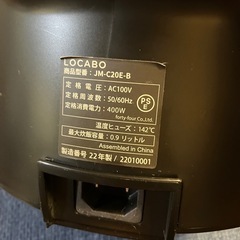 LOCABO
商品型番： JM-C20E-B
定格電圧：AC100V
周波数：50/60Hz
定格消費電力：400W
PSE
forty-four Co.,Ltd.
温度ヒューズ：142℃
最大炊飯容量：0.9 リットル
Assembled in China
製造番号 22年製 / 22010001